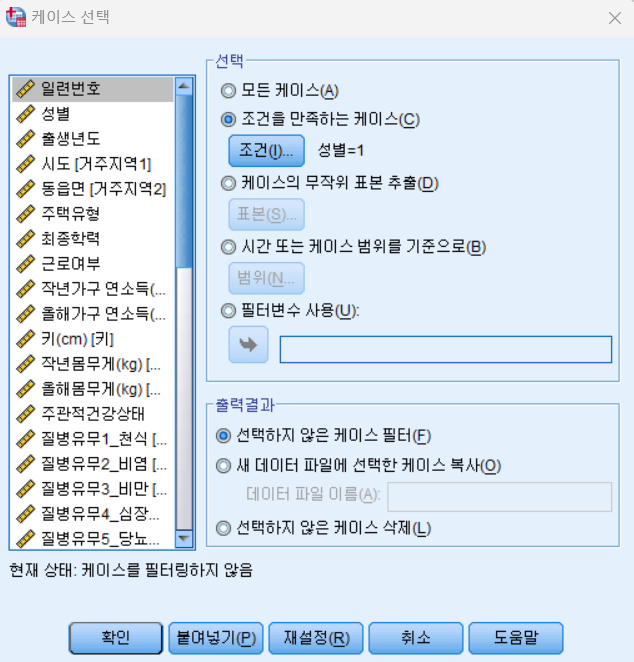 케이스 선택
일련번호
성별
출생년도
시도 [거주지역1]
동읍면 [거주지역2]
주택유형
최종학력
근로여부
작년가구 연소득(...
올해가구 연소득(...
키(cm) [키]
작년몸무게(kg) [...
올해몸무게(kg) [...
주관적건강상태
질병유무1_천식 [...
질병유무2_비염 [...
질병유무3_비만 [...
질병유무4_심장...
질병유무5_당뇨...
선택
모든 케이스(A)
조건을 만족하는 케이스(C)
조건(I)... 성별=1
케이스의 무작위 표본 추출(D)
표본(S)...
시간 또는 케이스 범위를 기준으로(B)
범위(N...
필터변수 사용(U):
출력결과
선택하지 않은 케이스 필터(F)
새 데이터 파일에 선택한 케이스 복사(O)
데이터 파일 이름(A):
선택하지 않은 케이스 삭제(L)
현재 상태: 케이스를 필터링하지 않음
확인 붙여넣기(P) 재설정(R) 취소 도움말